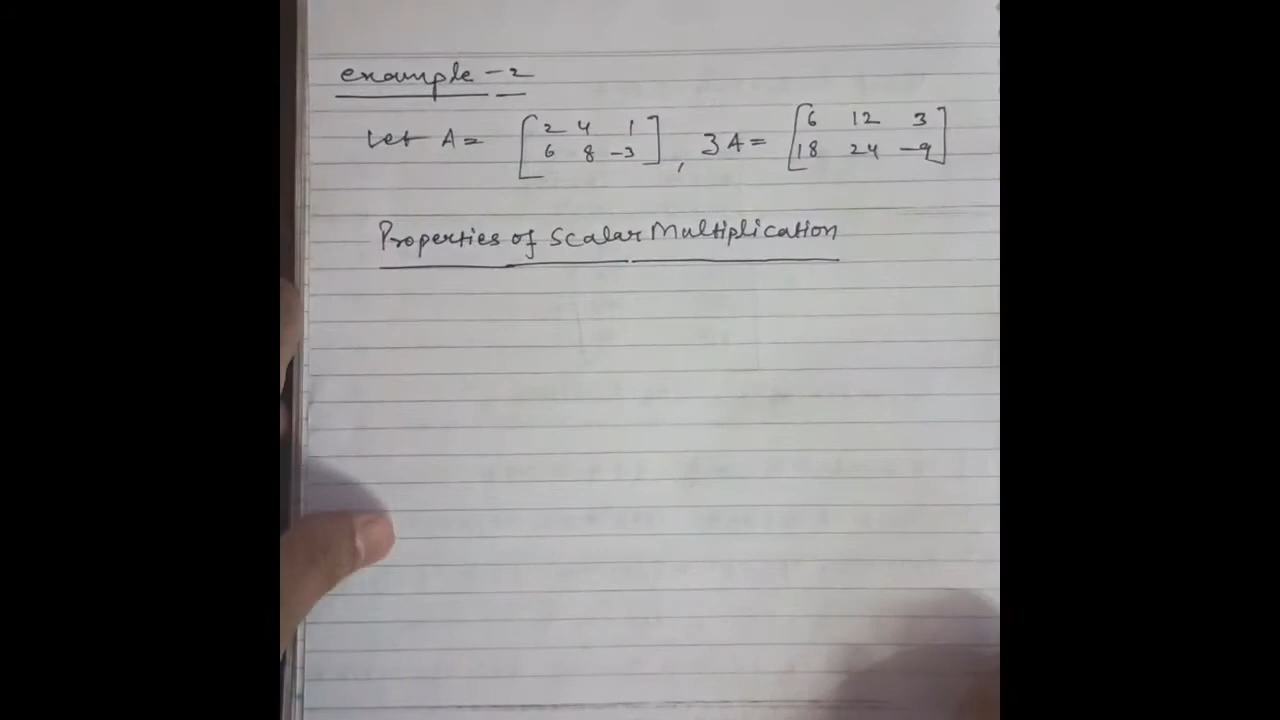 example - 2
Let A = [2 4 1
6 8 -3], 3A = [6 12 3
18 24 -9]
Properties of Scalar Multiplication